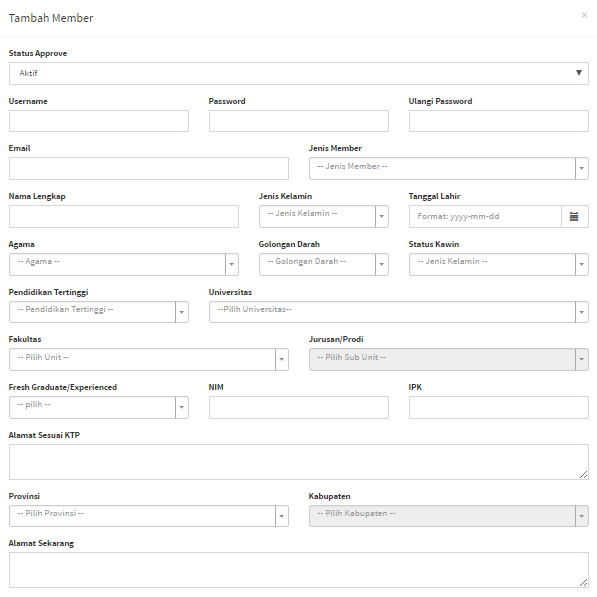 Tambah Member ×
Status Approve
Aktif
Username Password Ulangi Password
Email Jenis Member
-- Jenis Member --
Nama Lengkap Jenis Kelamin Tanggal Lahir
-- Jenis Kelamin -- Format: yyyy-mm-dd
Agama Golongan Darah Status Kawin
-- Agama -- -- Golongan Darah -- -- Jenis Kelamin --
Pendidikan Tertinggi Universitas
-- Pendidikan Tertinggi -- --Pilih Universitas--
Fakultas Jurusan/Prodi
-- Pilih Unit -- -- Pilih Sub Unit --
Fresh Graduate/Experienced NIM IPK
-- pilih --
Alamat Sesuai KTP
Provinsi Kabupaten
-- Pilih Provinsi -- -- Pilih Kabupaten --
Alamat Sekarang